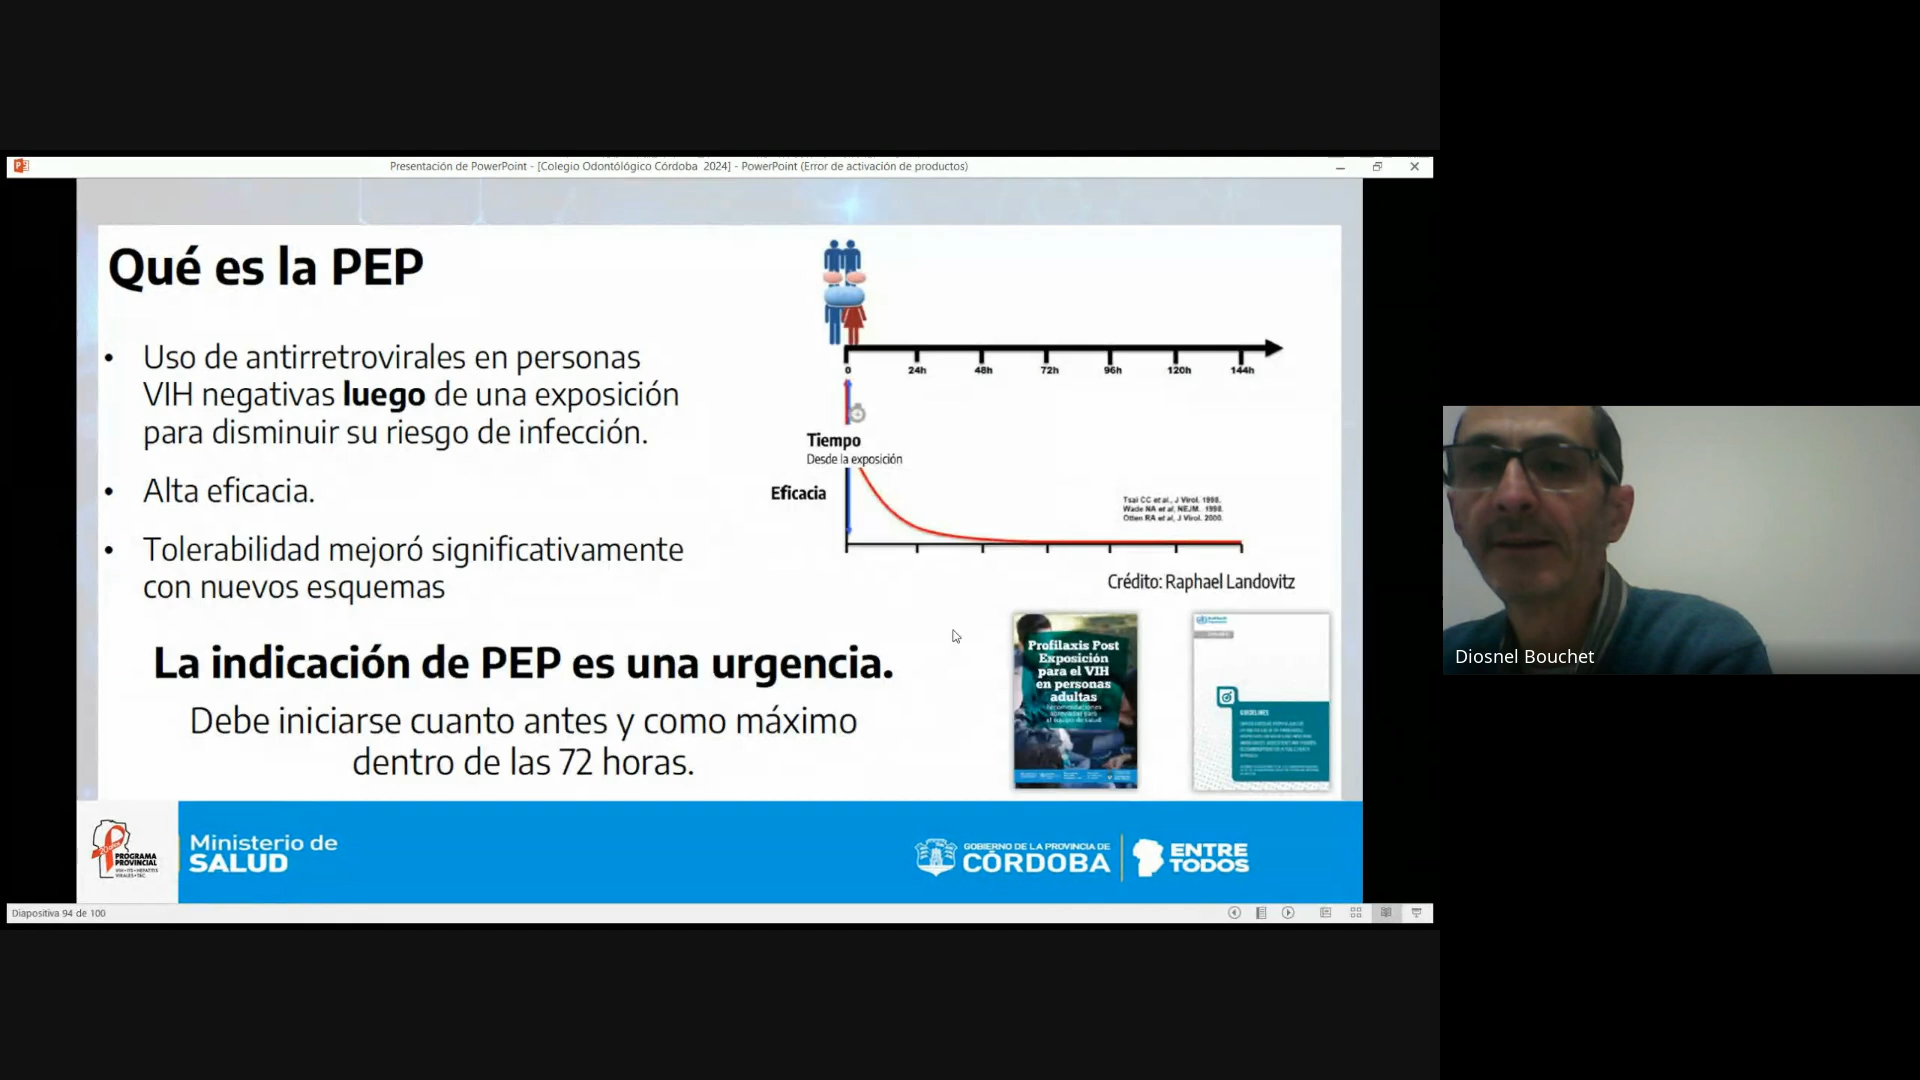 Presentación de PowerPoint - [Colegio Odontólógico Córdoba  2024] - PowerPoint (Error de activación de productos)
Qué es la PEP
• Uso de antirretrovirales en personas
VIH negativas luego de una exposición
para disminuir su riesgo de infección.
• Alta eficacia.
• Tolerabilidad mejoró significativamente
con nuevos esquemas
La indicación de PEP es una urgencia.
Debe iniciarse cuanto antes y como máximo
dentro de las 72 horas.
0 24h 48h 72h 96h 120h 144h
Tiempo
Desde la exposición
Eficacia
Tsai CC et al., J Virol. 1998.
Wade NA et al, NEJM. 1998.
Otten RA et al, J Virol. 2000.
Crédito: Raphael Landovitz
Profilaxis Post
Exposición
para el VIH
en personas
adultas
GUIDELINES
PROGRAMA
PROVINCIAL
Ministerio de
SALUD
GOBIERNO DE LA PROVINCIA DE
CÓRDOBA
ENTRE
TODOS
Diapositiva 94 de 100
Diosnel Bouchet